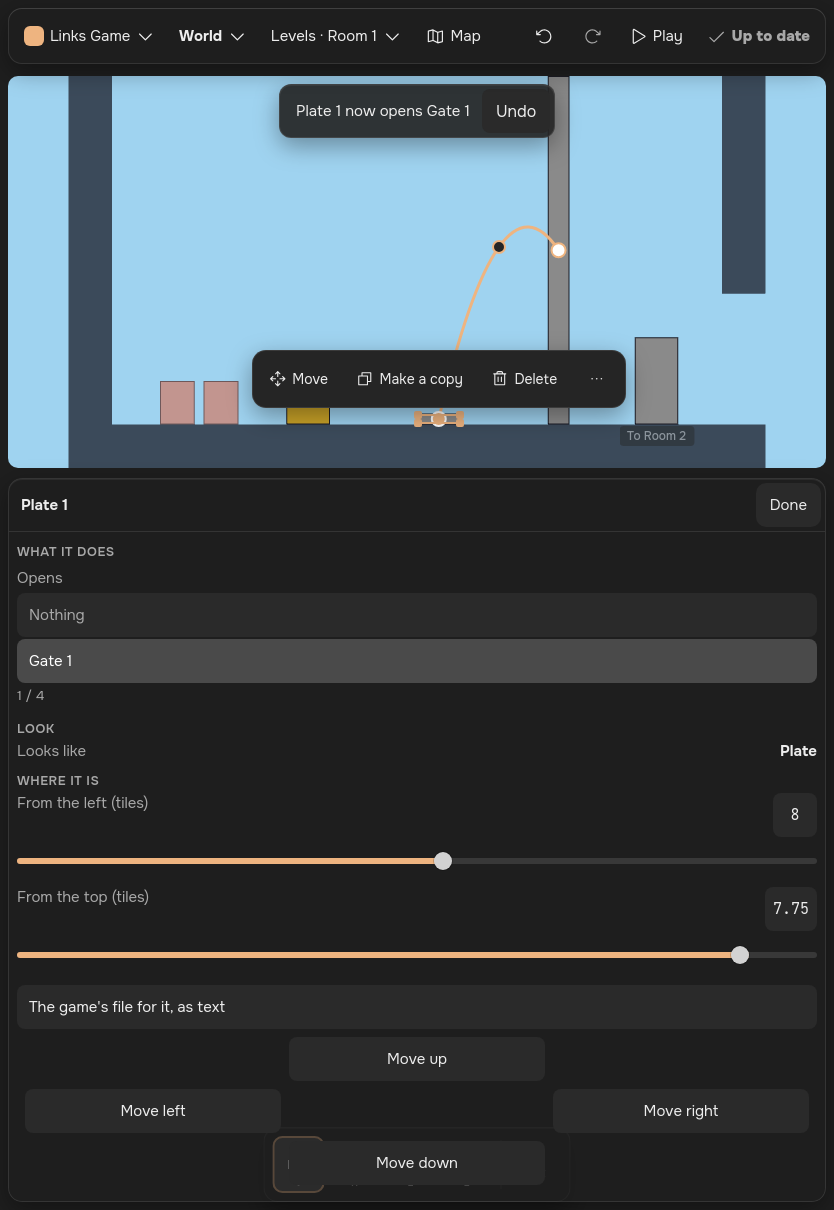 Links Game World Levels · Room 1 Map Play Up to date
Plate 1 now opens Gate 1 Undo
Move Make a copy Delete ···
To Room 2
Plate 1 Done
WHAT IT DOES
Opens
Nothing
Gate 1
1 / 4
LOOK
Looks like Plate
WHERE IT IS
From the left (tiles) 8
From the top (tiles) 7.75
The game's file for it, as text
Move up
Move left Move right
Move down